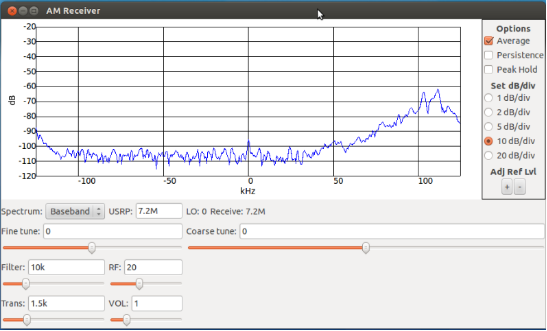 AM Receiver
-20
-30
-40
-50
-60
-70
-80
-90
-100
-110
-120
dB
-100
-50
0
50
100
kHz
Options
Average
Persistence
Peak Hold
Set dB/div
1 dB/div
2 dB/div
5 dB/div
10 dB/div
20 dB/div
Adj Ref Lvl
+ -
Spectrum: Baseband USRP: 7.2M LO: 0 Receive: 7.2M
Fine tune: 0 Coarse tune: 0
Filter: 10k RF: 20
Trans: 1.5k VOL: 1